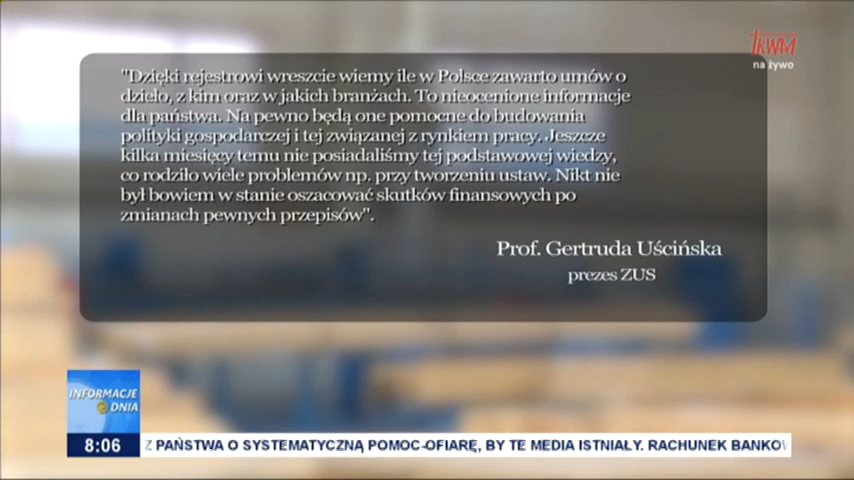 TRWAM
na żywo
"Dzięki rejestrowi wreszcie wiemy ile w Polsce zawarto umów o
dzieło, z kim oraz w jakich branżach. To nieocenione informacje
dla państwa. Na pewno będą one pomocne do budowania
polityki gospodarczej i tej związanej z rynkiem pracy. Jeszcze
kilka miesięcy temu nie posiadaliśmy tej podstawowej wiedzy,
co rodziło wiele problemów np. przy tworzeniu ustaw. Nikt nie
był bowiem w stanie oszacować skutków finansowych po
zmianach pewnych przepisów".
Prof. Gertruda Uścińska
prezes ZUS
INFORMACJE
DNIA
8:06
Z PAŃSTWA O SYSTEMATYCZNĄ POMOC-OFIARĘ, BY TE MEDIA ISTNIAŁY. RACHUNEK BANKOW